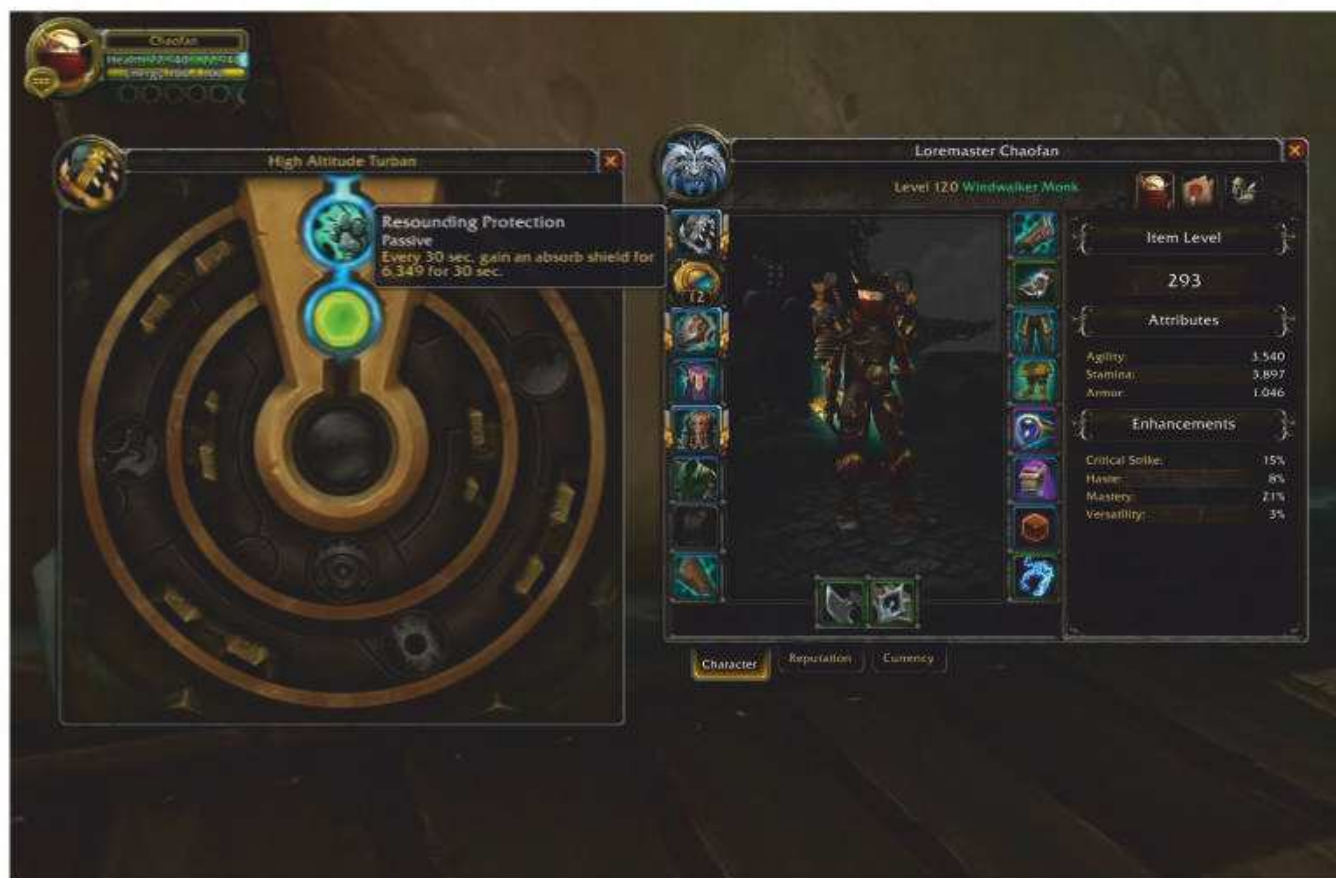 Chaofan
High Altitude Turban
Resounding Protection
Passive
Every 30 sec, gain an absorb shield for
6,349 for 30 sec.
Loremaster Chaofan
Level 120 Windwalker Monk
12
Item Level
293
Attributes
Agility: 3,540
Stamina: 3,897
Armor: 1,046
Enhancements
Critical Strike: 15%
Haste: 8%
Mastery: 21%
Versatility: 3%
Character Reputation Currency